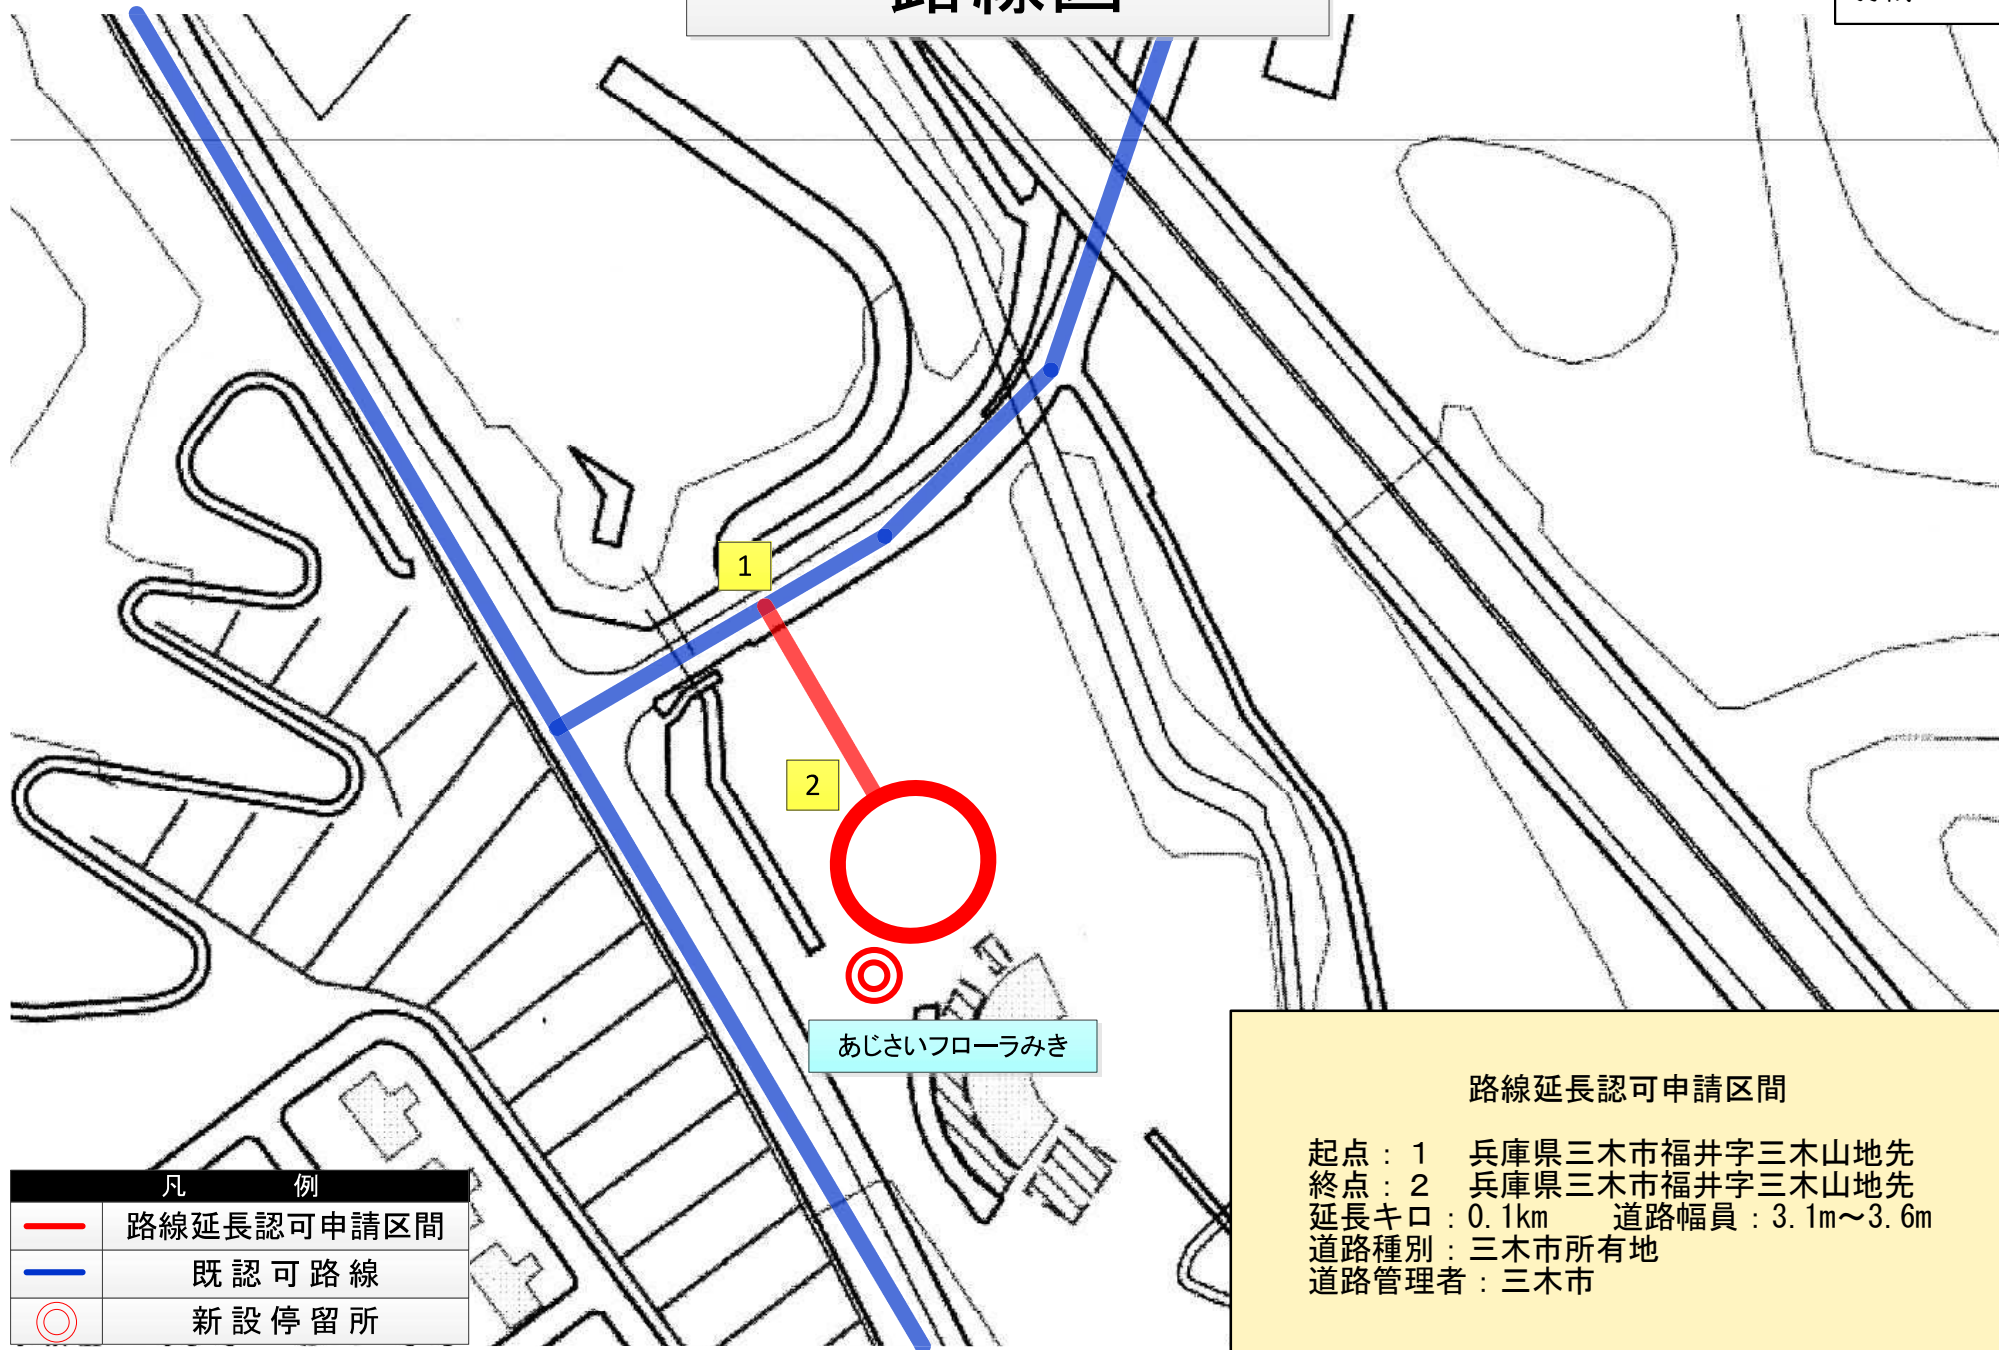 路線図
1
2
あじさいフローラみき
凡 例
路線延長認可申請区間
既認可路線
新設停留所
路線延長認可申請区間
起点：１　兵庫県三木市福井字三木山地先
終点：２　兵庫県三木市福井字三木山地先
延長キロ：0.1km　　道路幅員：3.1m～3.6m
道路種別：三木市所有地
道路管理者：三木市